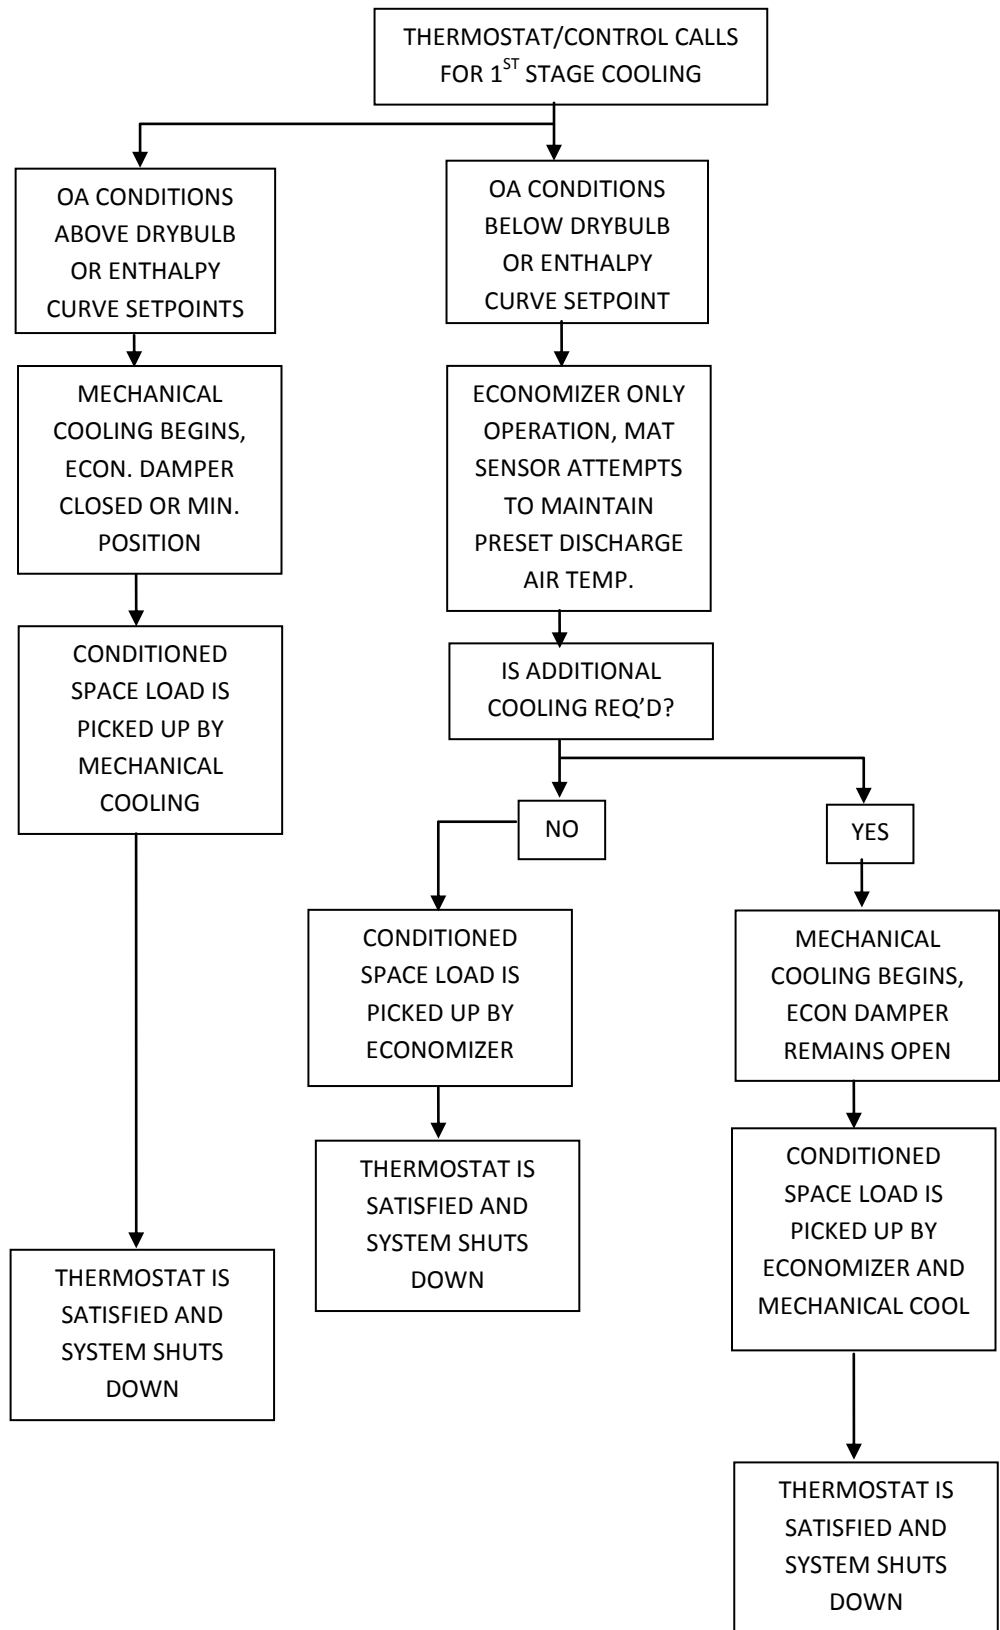 THERMOSTAT/CONTROL CALLS
FOR 1ST STAGE COOLING
OA CONDITIONS
ABOVE DRYBULB
OR ENTHALPY
CURVE SETPOINTS
OA CONDITIONS
BELOW DRYBULB
OR ENTHALPY
CURVE SETPOINT
MECHANICAL
COOLING BEGINS,
ECON. DAMPER
CLOSED OR MIN.
POSITION
ECONOMIZER ONLY
OPERATION, MAT
SENSOR ATTEMPTS
TO MAINTAIN
PRESET DISCHARGE
AIR TEMP.
CONDITIONED
SPACE LOAD IS
PICKED UP BY
MECHANICAL
COOLING
IS ADDITIONAL
COOLING REQ’D?
NO
YES
CONDITIONED
SPACE LOAD IS
PICKED UP BY
ECONOMIZER
MECHANICAL
COOLING BEGINS,
ECON DAMPER
REMAINS OPEN
THERMOSTAT IS
SATISFIED AND
SYSTEM SHUTS
DOWN
CONDITIONED
SPACE LOAD IS
PICKED UP BY
ECONOMIZER AND
MECHANICAL COOL
THERMOSTAT IS
SATISFIED AND
SYSTEM SHUTS
DOWN
THERMOSTAT IS
SATISFIED AND
SYSTEM SHUTS
DOWN